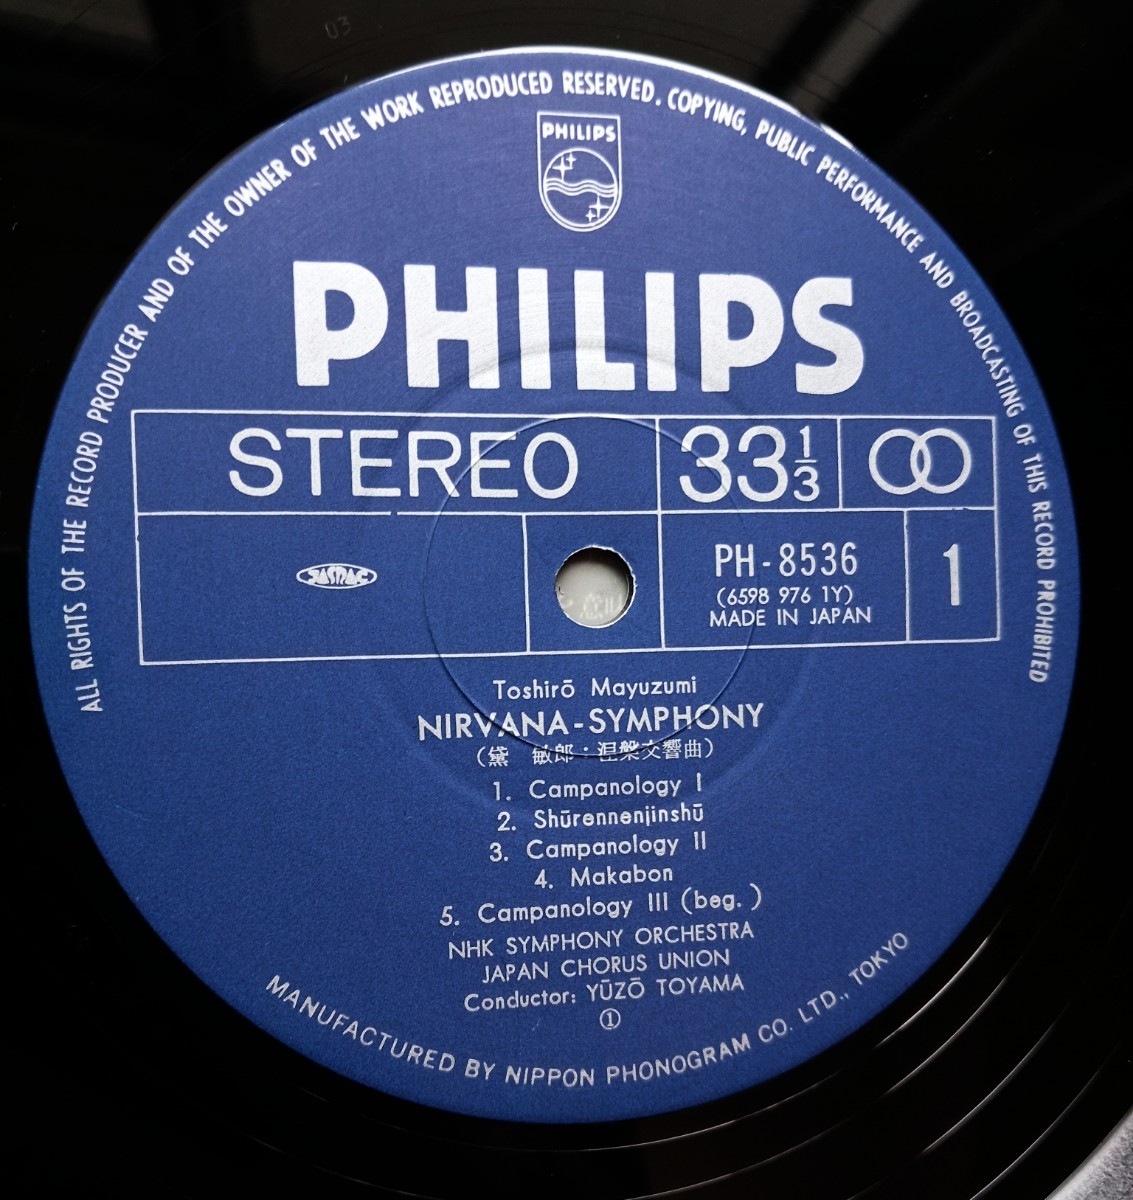 03
ALL RIGHTS OF THE RECORD PRODUCER AND OF THE OWNER OF THE WORK REPRODUCED RESERVED. COPYING, PUBLIC PERFORMANCE AND BROADCASTING OF THIS RECORD PROHIBITED
PHILIPS
PHILIPS
STEREO 33 1/3
JASRAC
PH-8536 1
(6598 976 1Y)
MADE IN JAPAN
Toshirō Mayuzumi
NIRVANA-SYMPHONY
(黛 敏郎:涅槃交響曲)
1. Campanology I
2. Shūrennenjinshū
3. Campanology II
4. Makabon
5. Campanology III (beg.)
NHK SYMPHONY ORCHESTRA
JAPAN CHORUS UNION
Conductor: YŪZŌ TOYAMA
①
MANUFACTURED BY NIPPON PHONOGRAM CO. LTD., TOKYO